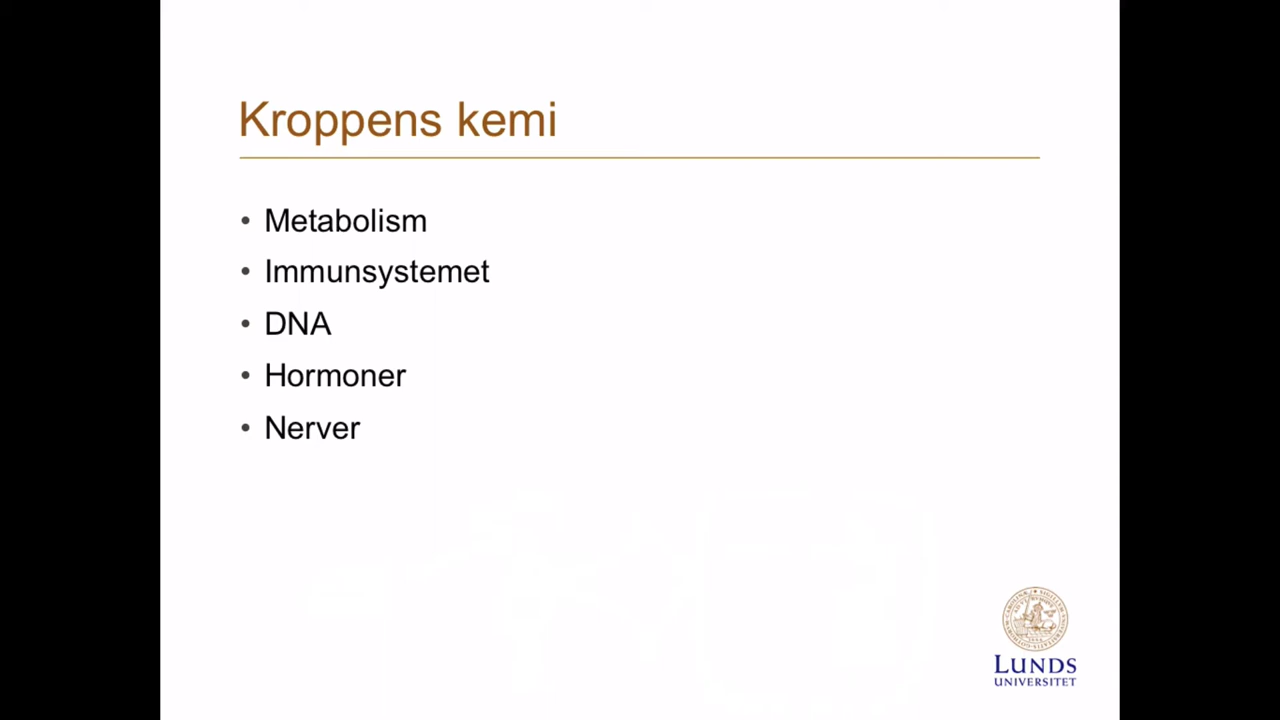 Kroppens kemi
• Metabolism
• Immunsystemet
• DNA
• Hormoner
• Nerver
LUNDS
UNIVERSITET